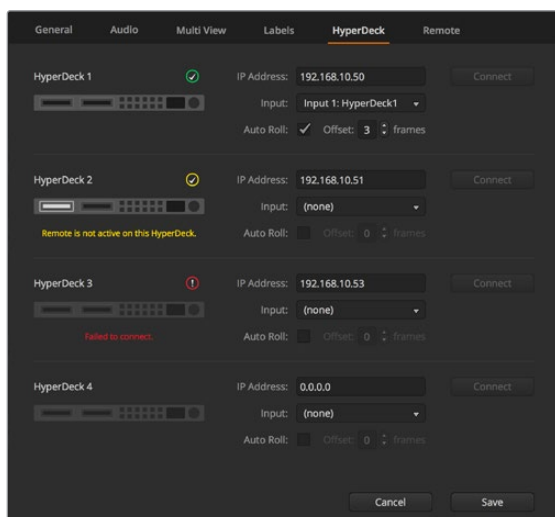 General Audio Multi View Labels HyperDeck Remote
HyperDeck 1 IP Address: 192.168.10.50 Connect
Input: Input 1: HyperDeck1
Auto Roll: Offset: 3 frames
HyperDeck 2 IP Address: 192.168.10.51 Connect
Input: (none)
Remote is not active on this HyperDeck.
Auto Roll: Offset: 0 frames
HyperDeck 3 IP Address: 192.168.10.53 Connect
Input: (none)
Failed to connect.
Auto Roll: Offset: 0 frames
HyperDeck 4 IP Address: 0.0.0.0 Connect
Input: (none)
Auto Roll: Offset: 0 frames
Cancel Save